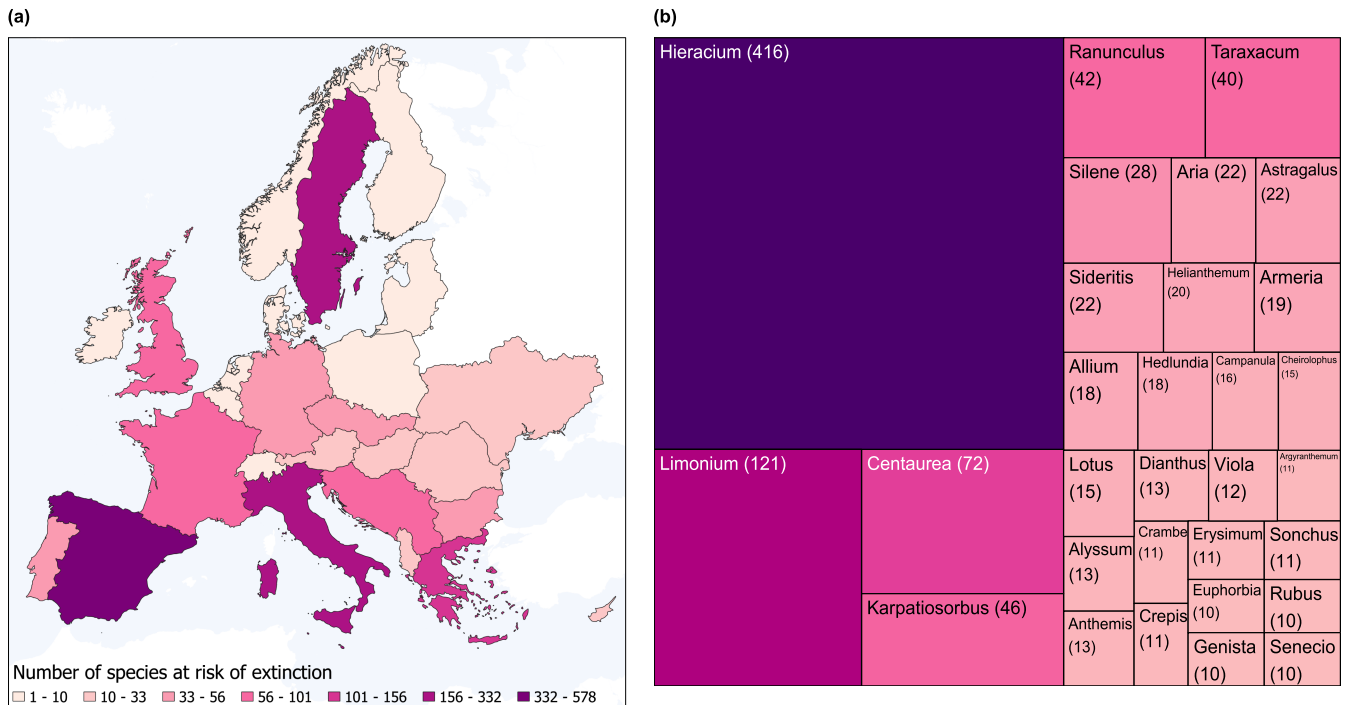 (a)
Number of species at risk of extinction
1 - 10
10 - 33
33 - 56
56 - 101
101 - 156
156 - 332
332 - 578
(b)
Hieracium (416)
Ranunculus
(42)
Taraxacum
(40)
Silene (28)
Aria (22)
Astragalus
(22)
Sideritis
(22)
Helianthemum
(20)
Armeria
(19)
Allium
(18)
Hedlundia
(18)
Campanula
(16)
Cheirolophus
(15)
Limonium (121)
Centaurea (72)
Karpatiosorbus (46)
Lotus
(15)
Dianthus
(13)
Viola
(12)
Argyranthemum
(11)
Alyssum
(13)
Crambe
(11)
Erysimum
(11)
Sonchus
(11)
Euphorbia
(10)
Rubus
(10)
Anthemis
(13)
Crepis
(11)
Genista
(10)
Senecio
(10)